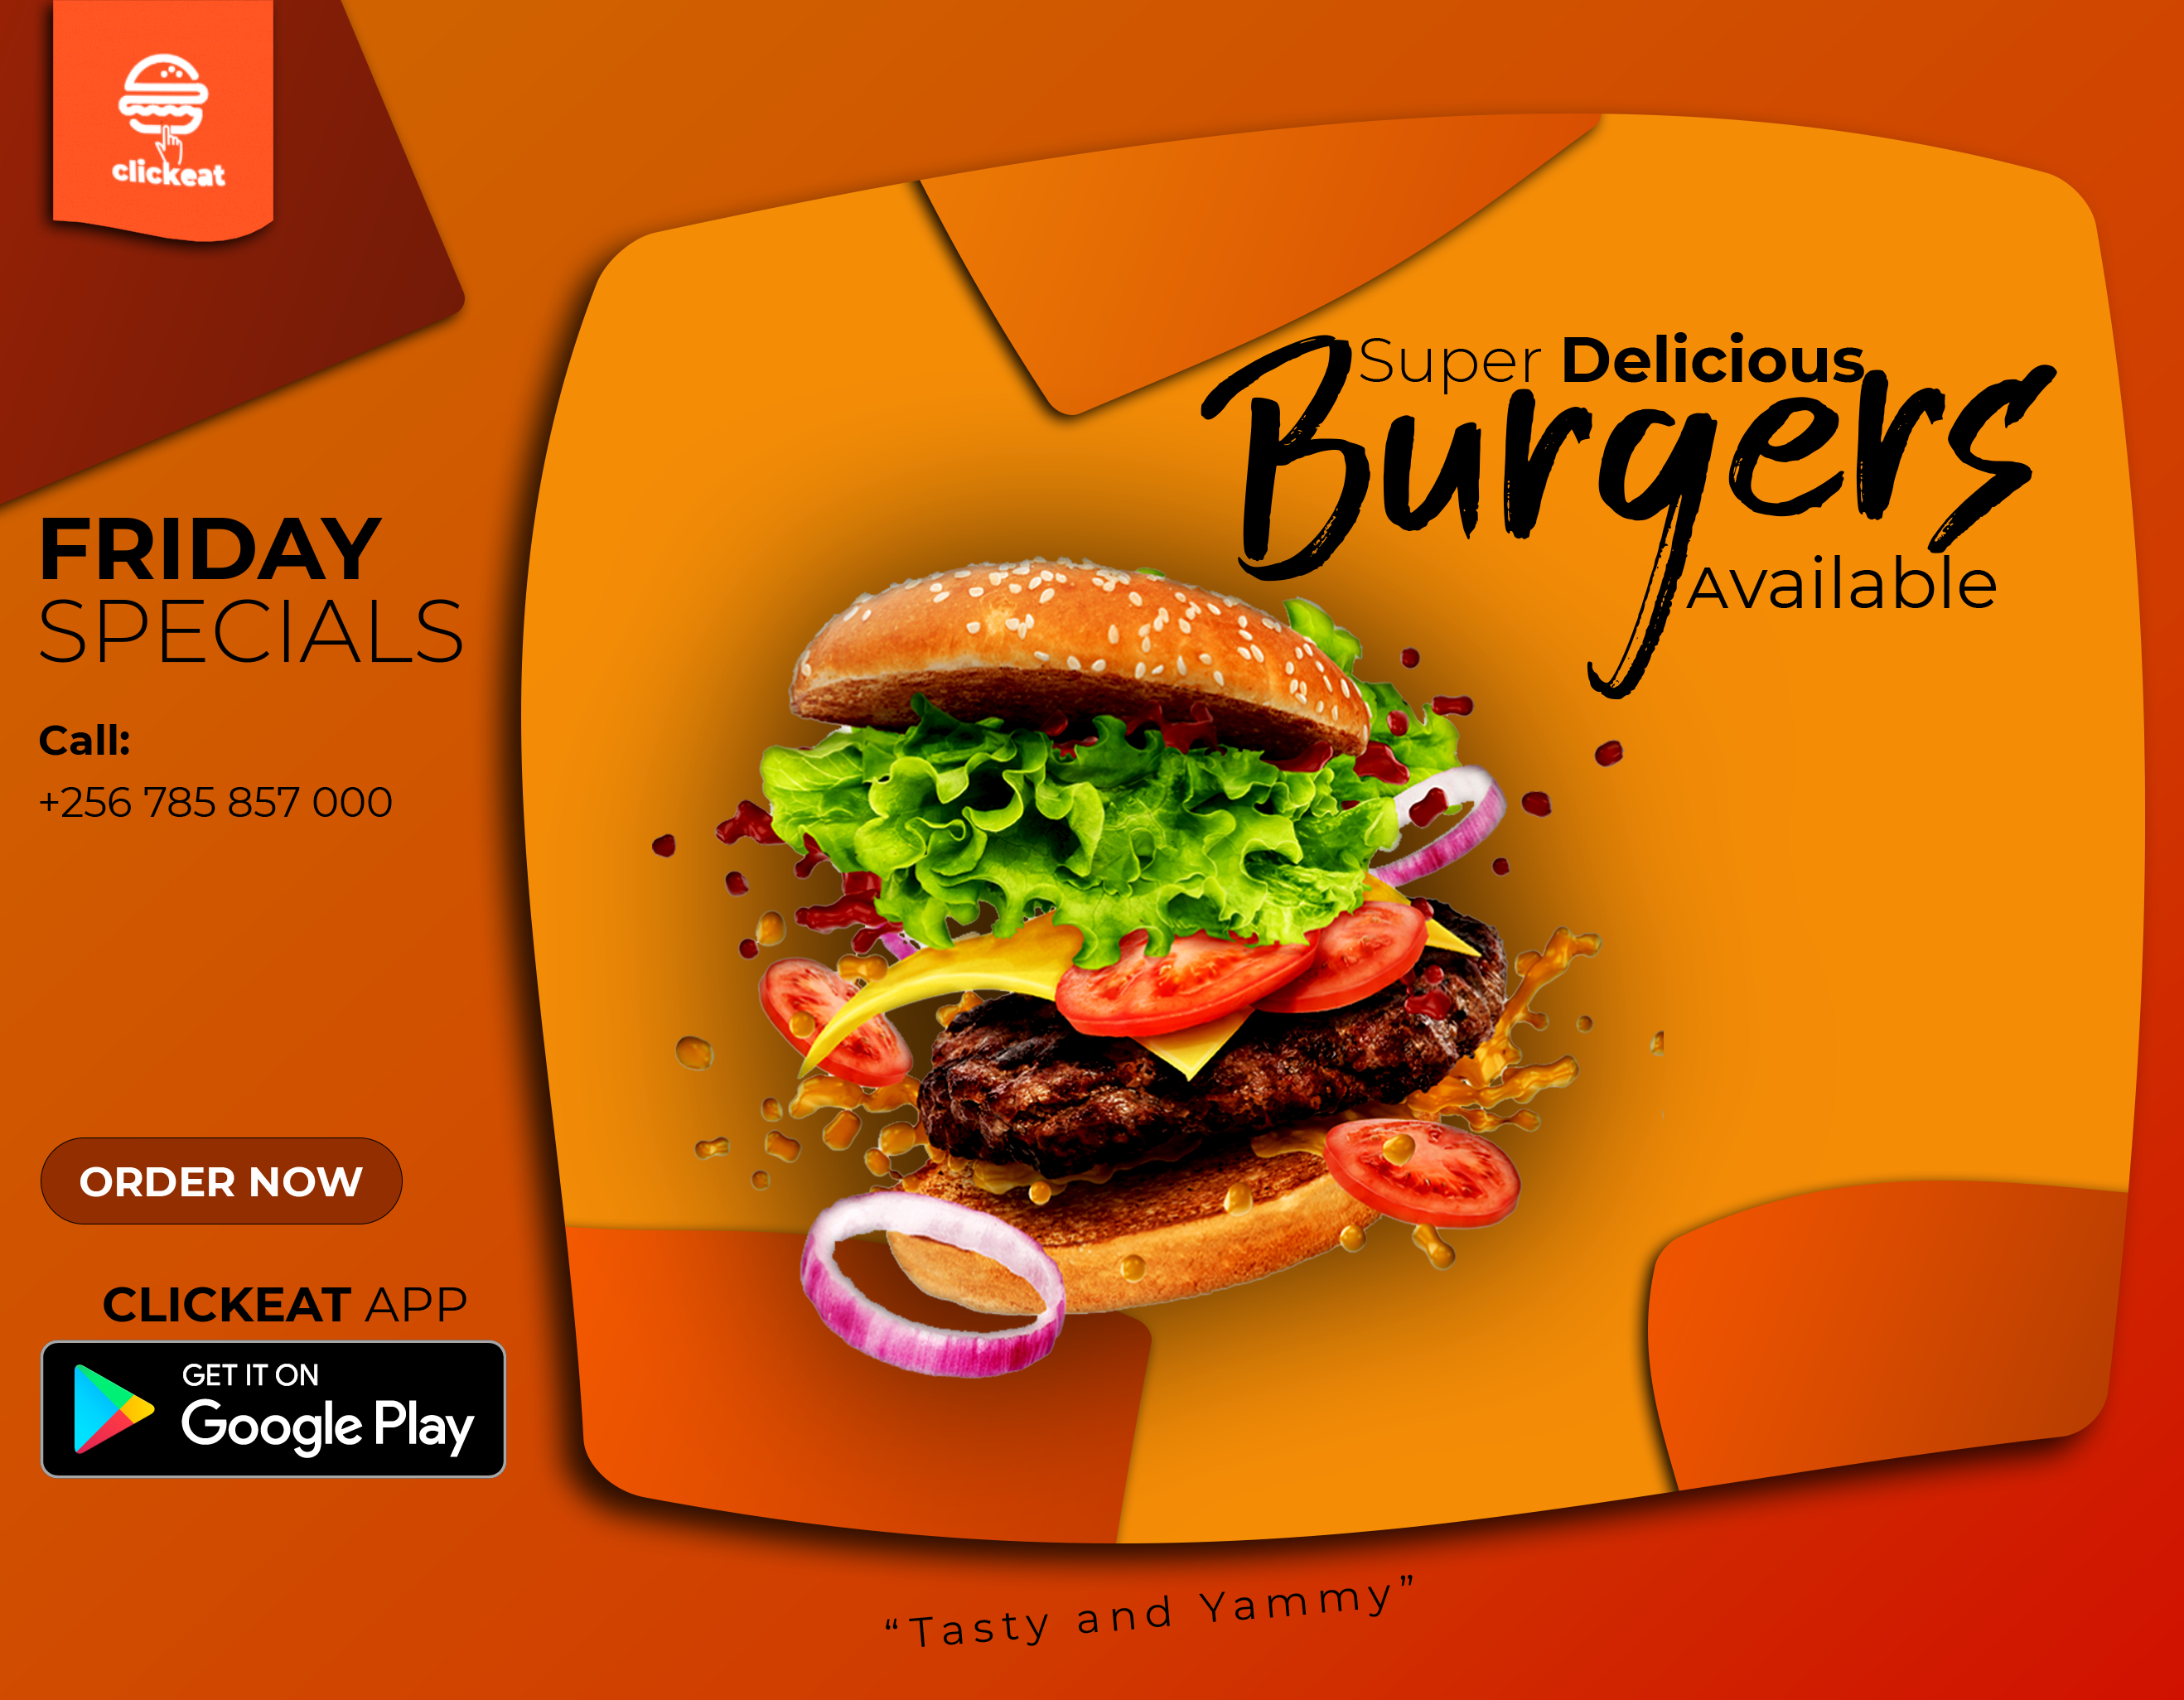 clickeat
Super Delicious
Burgers
Available
FRIDAY
SPECIALS
Call:
+256 785 857 000
ORDER NOW
CLICKEAT APP
GET IT ON
Google Play
“Tasty and Yammy”